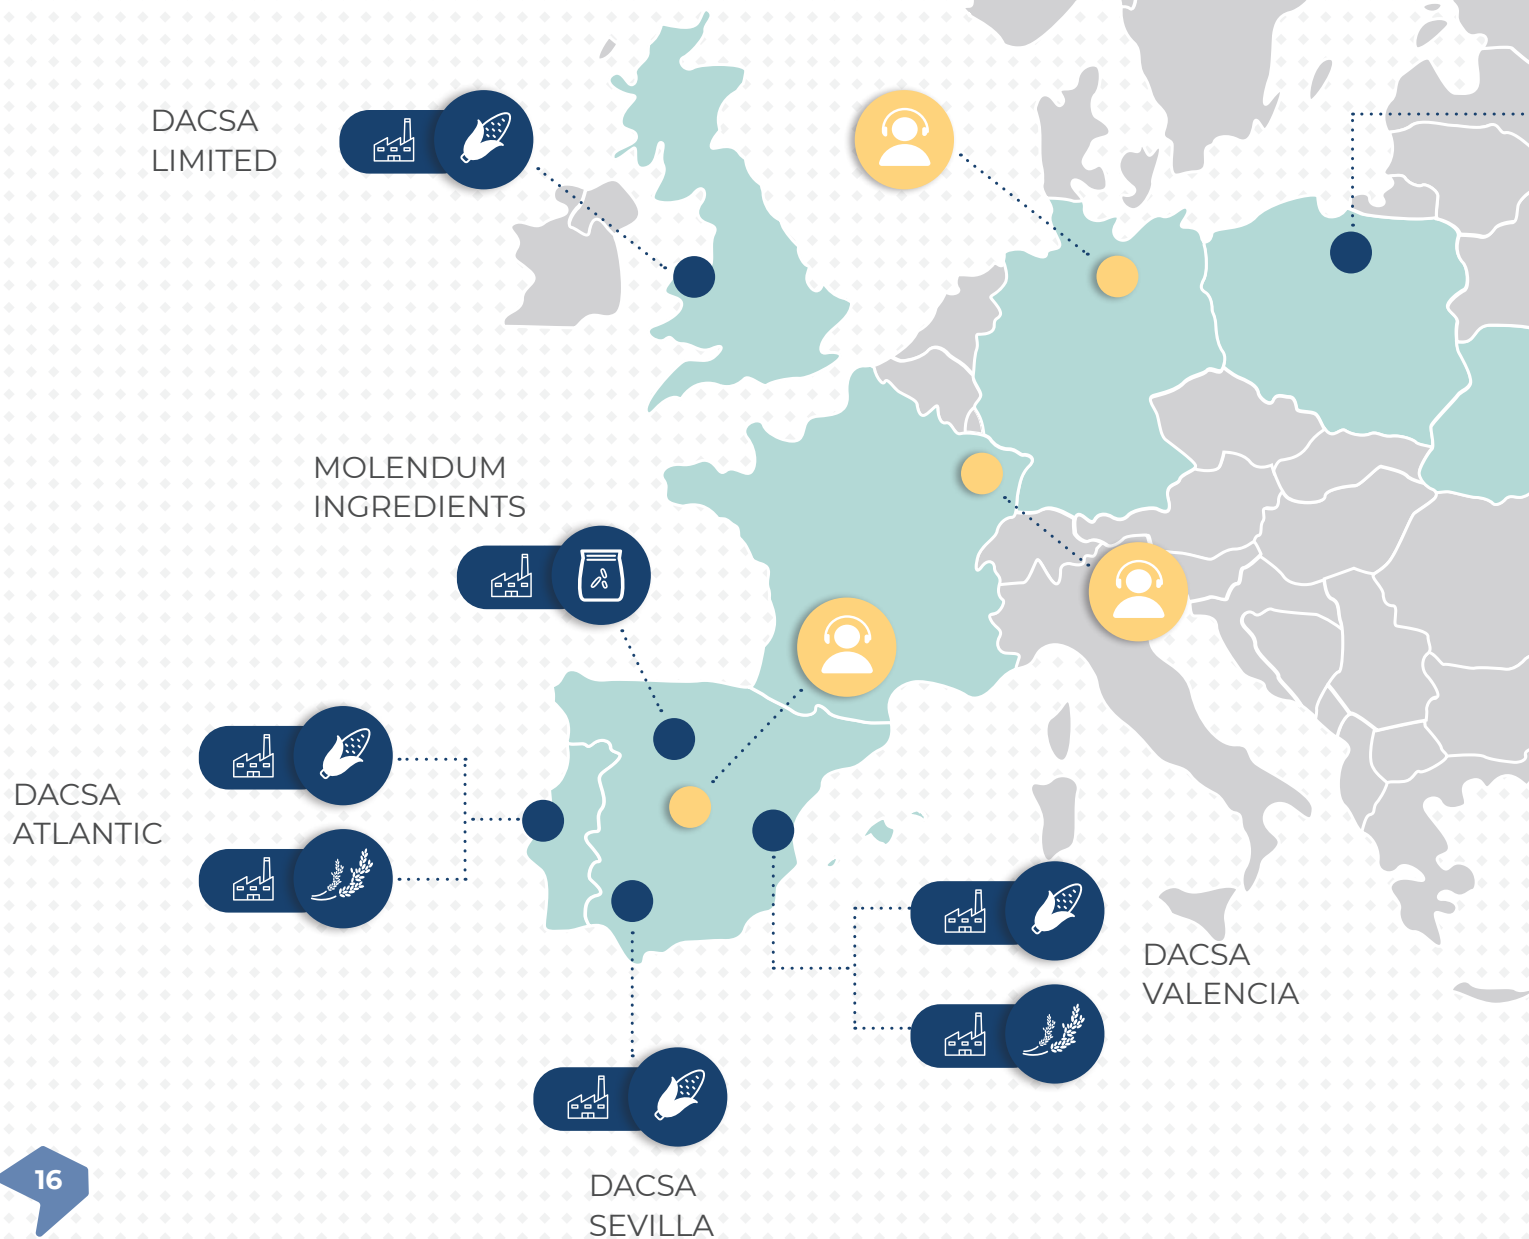 DACSA
LIMITED
MOLENDUM
INGREDIENTS
DACSA
ATLANTIC
DACSA
VALENCIA
DACSA
SEVILLA
16